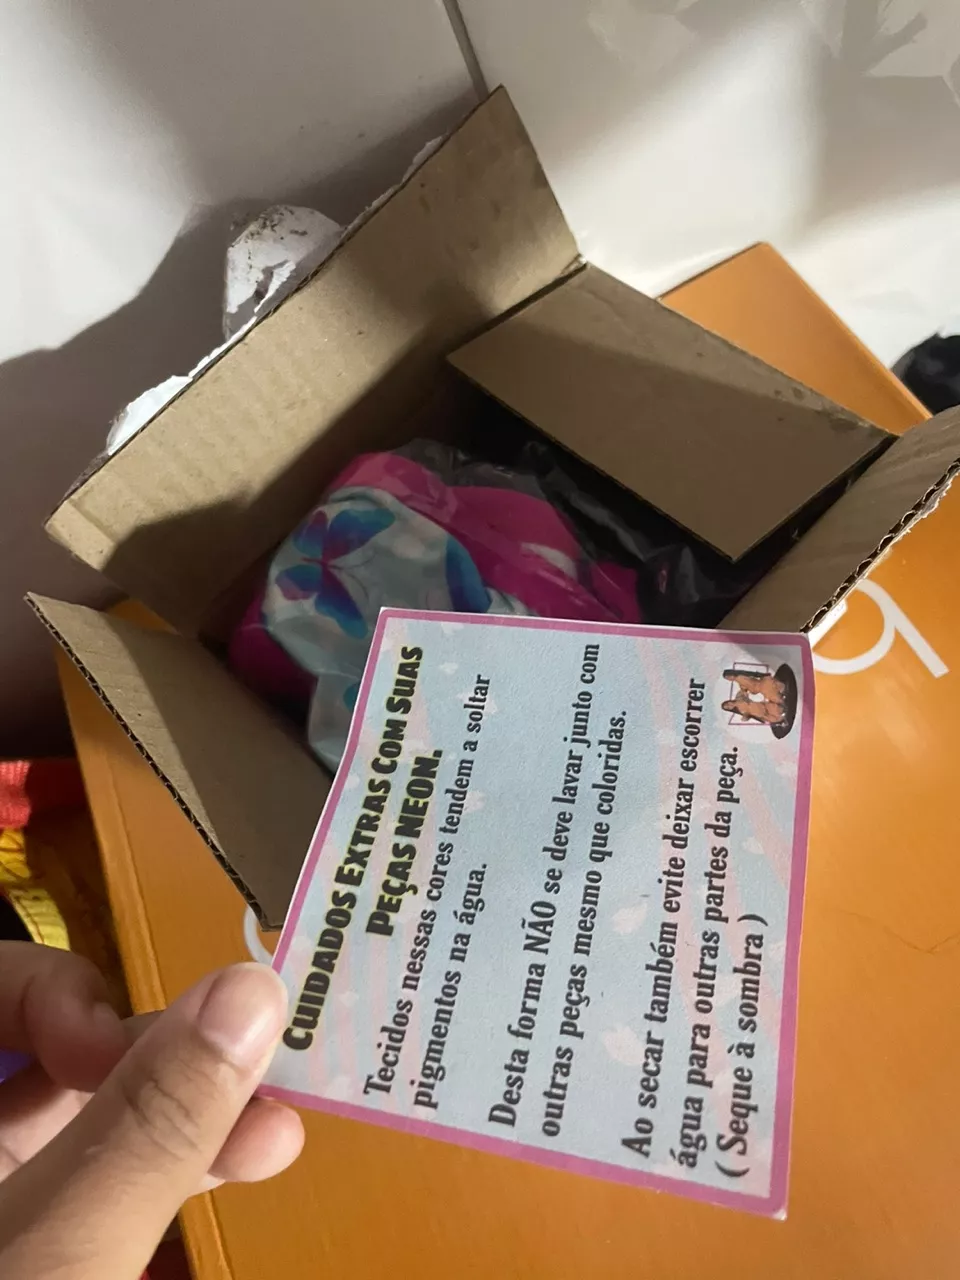 CUIDADOS EXTRAS COM SUAS
PEÇAS NEON.
Tecidos nessas cores tendem a soltar
pigmentos na água.
Desta forma NÃO se deve lavar junto com
outras peças mesmo que coloridas.
Ao secar também evite deixar escorrer
água para outras partes da peça.
( Seque à sombra )